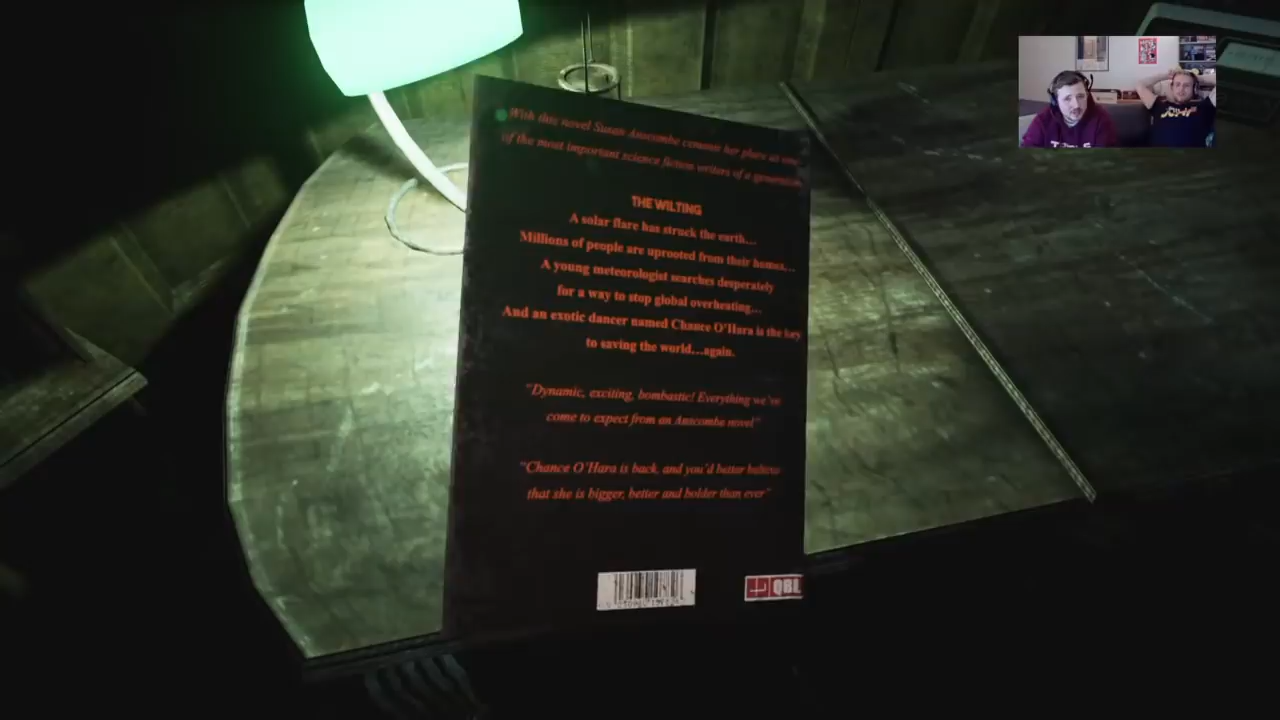 With this novel Susan Anacombe cements her place as one
of the most important science fiction writers of a generation
THE WILTING
A solar flare has struck the earth...
Millions of people are uprooted from their homes...
A young meteorologist searches desperately
for a way to stop global overheating...
And an exotic dancer named Chance O'Hara is the key
to saving the world...again.
"Dynamic, exciting, bombastic! Everything we've
come to expect from an Anacombe novel"
"Chance O'Hara is back, and you'd better believe
that she is bigger, better and bolder than ever"
QBL